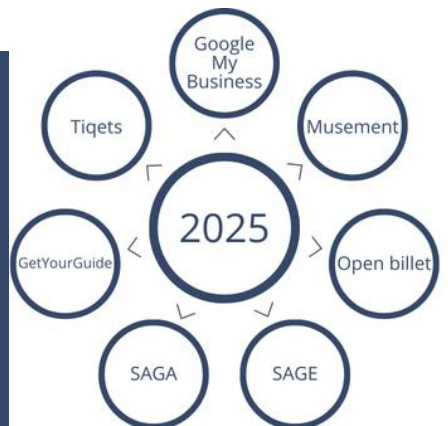 Google
My
Business
Tiqets
Musement
2025
GetYourGuide
Open billet
SAGA
SAGE